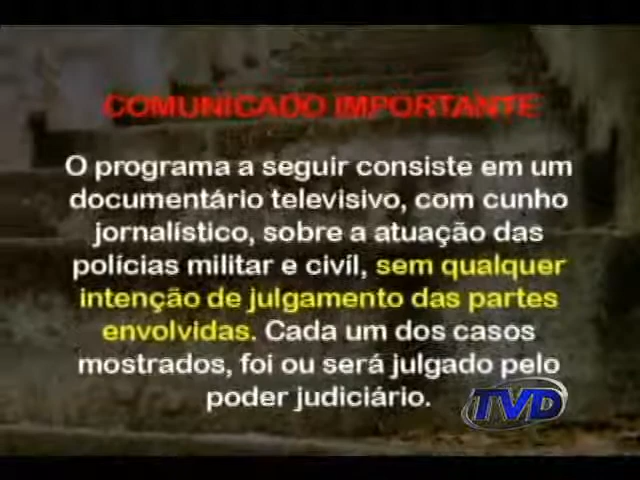 COMUNICADO IMPORTANTE
O programa a seguir consiste em um
documentário televisivo, com cunho
jornalístico, sobre a atuação das
polícias militar e civil, sem qualquer
intenção de julgamento das partes
envolvidas. Cada um dos casos
mostrados, foi ou será julgado pelo
poder judiciário.
TVD